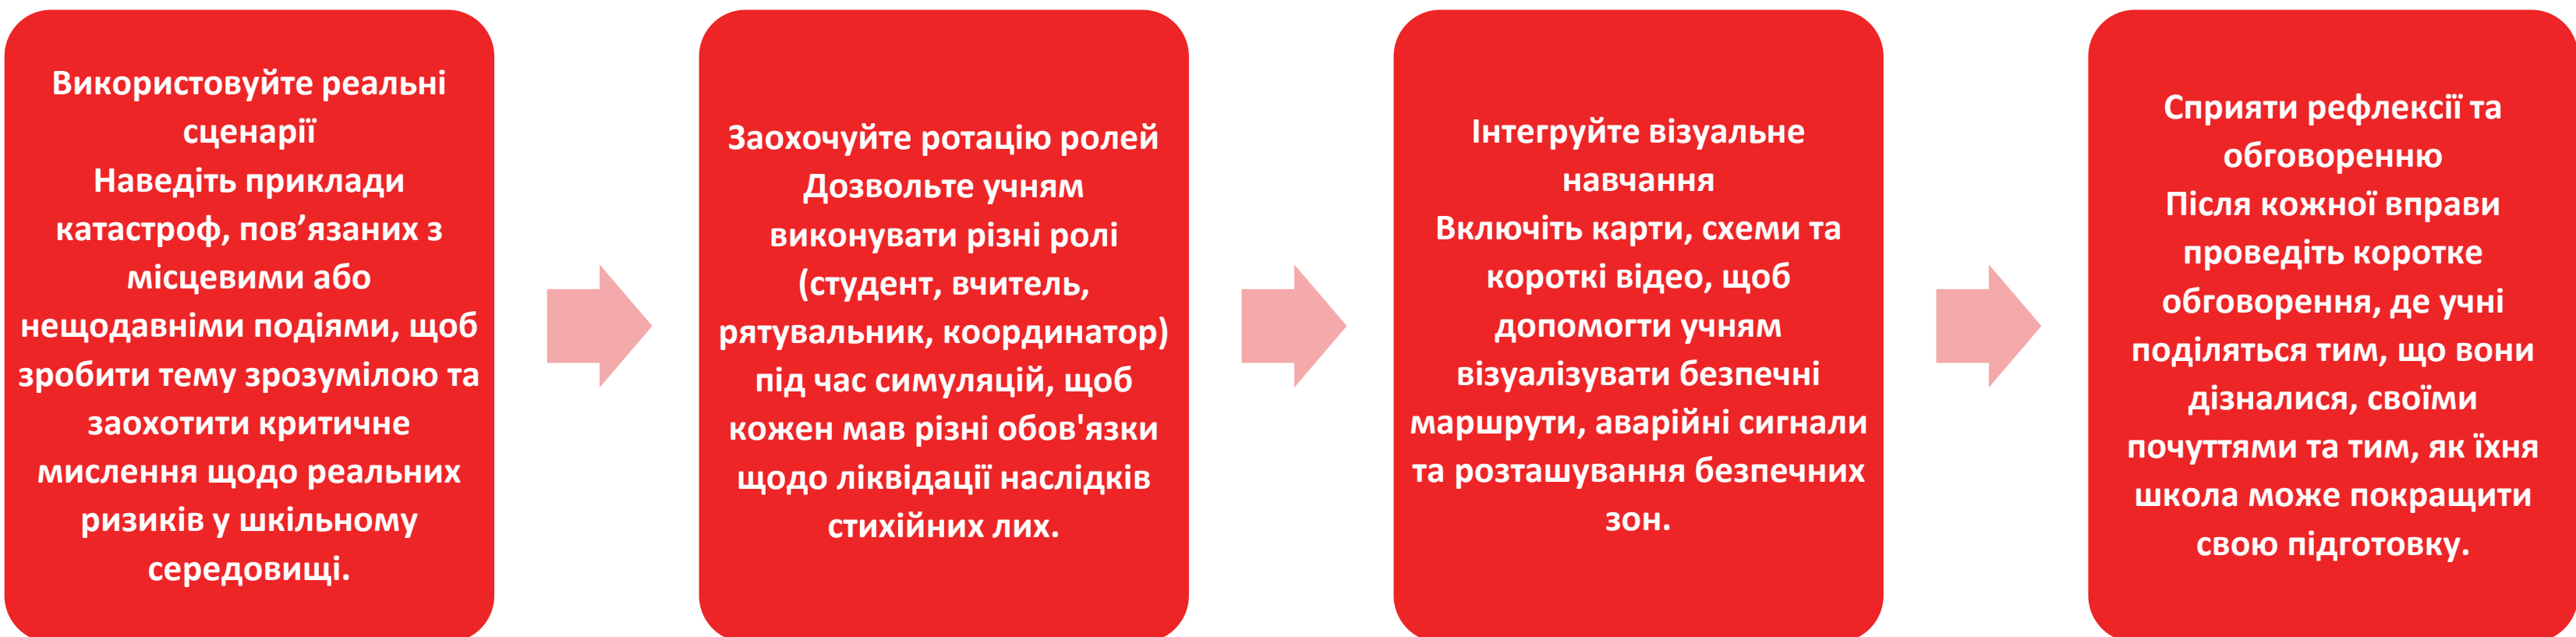 Використовуйте реальні
сценарії
Наведіть приклади
катастроф, пов’язаних з
місцевими або
нещодавніми подіями, щоб
зробити тему зрозумілою та
заохотити критичне
мислення щодо реальних
ризиків у шкільному
середовищі.
Заохочуйте ротацію ролей
Дозвольте учням
виконувати різні ролі
(студент, вчитель,
рятувальник, координатор)
під час симуляцій, щоб
кожен мав різні обов'язки
щодо ліквідації наслідків
стихійних лих.
Інтегруйте візуальне
навчання
Включіть карти, схеми та
короткі відео, щоб
допомогти учням
візуалізувати безпечні
маршрути, аварійні сигнали
та розташування безпечних
зон.
Сприяти рефлексії та
обговоренню
Після кожної вправи
проведіть коротке
обговорення, де учні
поділяться тим, що вони
дізналися, своїми
почуттями та тим, як їхня
школа може покращити
свою підготовку.